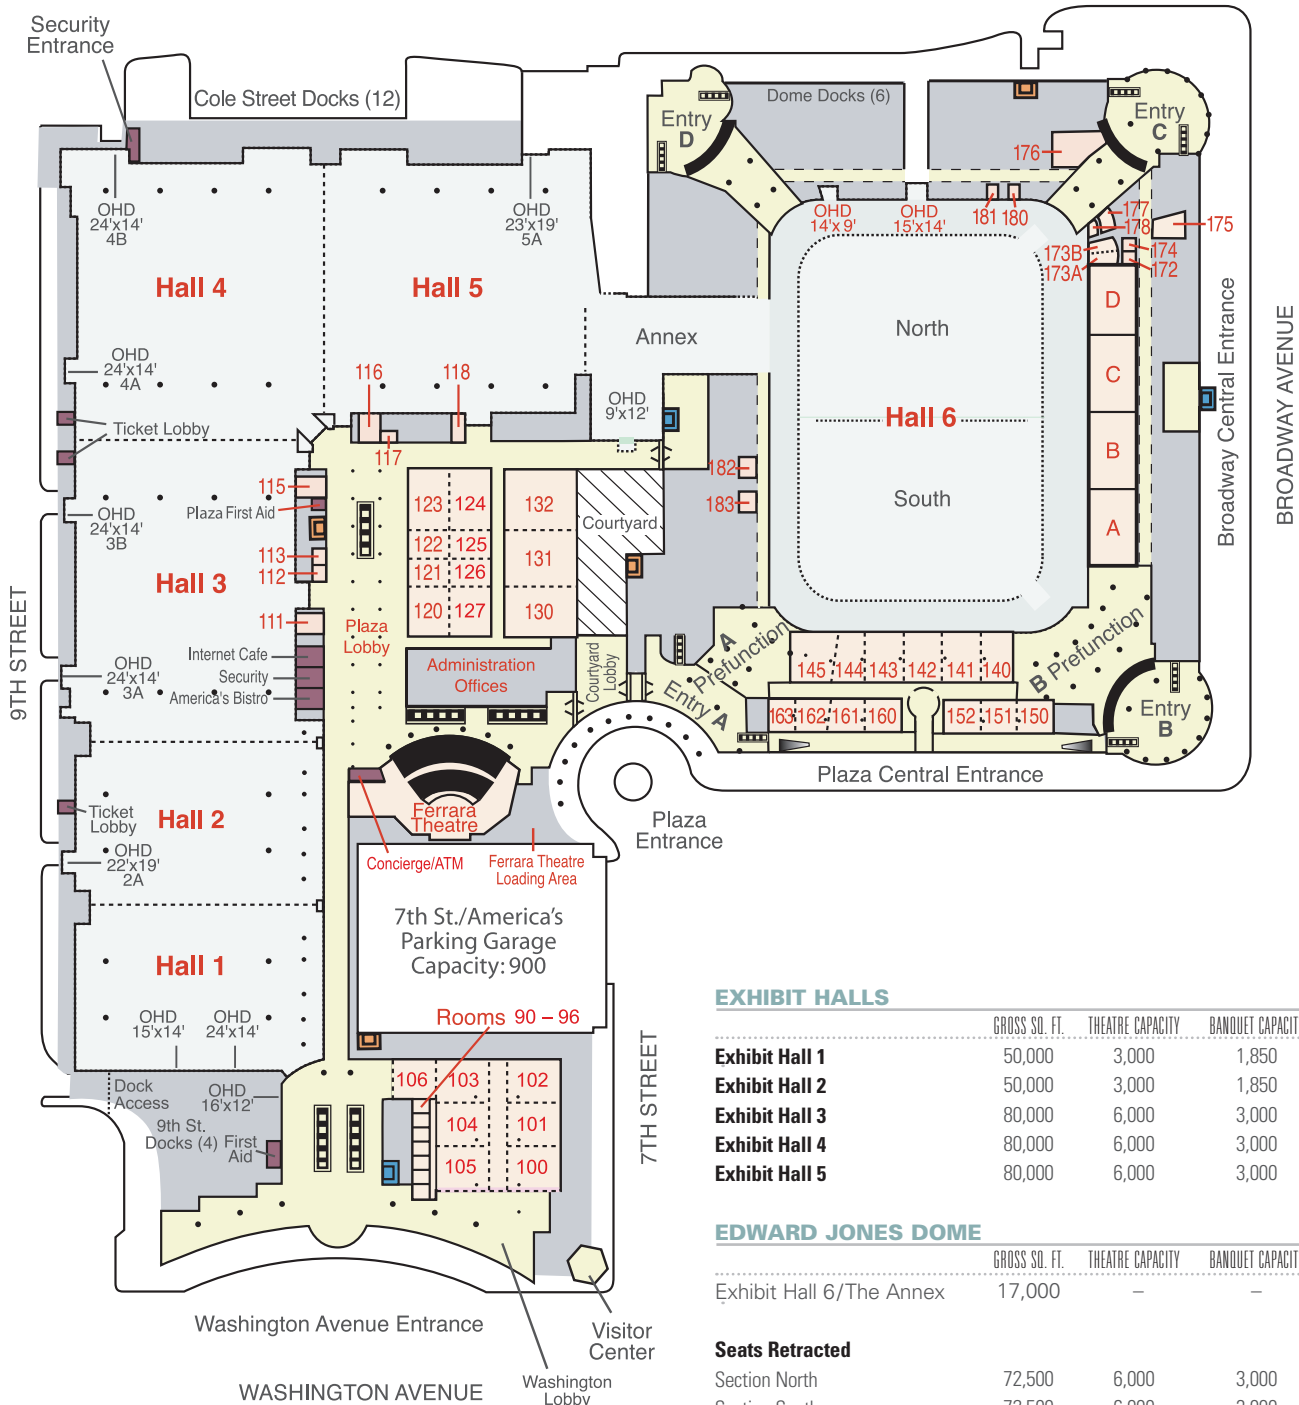 Security
Entrance
Cole Street Docks (12)
Dome Docks (6)
Entry
D
Entry
C
176
OHD
24'x14'
4B
OHD
23'x19'
5A
OHD
14'x 9'
OHD
15'x14'
181
180
177
178
175
173B
173A
174
172
Hall 4
Hall 5
Annex
North
Hall 6
South
D
C
B
A
Broadway Central Entrance
BROADWAY AVENUE
OHD
24'x14'
4A
Ticket Lobby
116
118
117
OHD
9'x12'
182
183
115
Plaza First Aid
OHD
24'x14'
3B
113
112
Hall 3
111
123
124
122
125
121
126
120
127
132
131
130
Courtyard
9TH STREET
Plaza
Lobby
Internet Cafe
Security
America's Bistro
OHD
24'x14'
3A
Administration
Offices
Courtyard
Lobby
A
Prefunction
Entry A
145
144
143
142
141
140
B Prefunction
163
162
161
160
152
151
150
Entry
B
Plaza Central Entrance
Ticket
Lobby
Hall 2
OHD
22'x19'
2A
Ferrara
Theatre
Concierge/ATM
Ferrara Theatre
Loading Area
Plaza
Entrance
7th St./America's
Parking Garage
Capacity: 900
Hall 1
OHD
15'x14'
OHD
24'x14'
Rooms 90 – 96
7TH STREET
Dock
Access
OHD
16'x12'
9th St.
Docks (4)
First
Aid
106
103
102
104
101
105
100
Washington Avenue Entrance
Visitor
Center
WASHINGTON AVENUE
Washington
Lobby
EXHIBIT HALLS
GROSS SQ. FT. THEATRE CAPACITY BANQUET CAPACIT
Exhibit Hall 1 50,000 3,000 1,850
Exhibit Hall 2 50,000 3,000 1,850
Exhibit Hall 3 80,000 6,000 3,000
Exhibit Hall 4 80,000 6,000 3,000
Exhibit Hall 5 80,000 6,000 3,000
EDWARD JONES DOME
GROSS SQ. FT. THEATRE CAPACITY BANQUET CAPACIT
Exhibit Hall 6/The Annex 17,000 – –
Seats Retracted
Section North 72,500 6,000 3,000